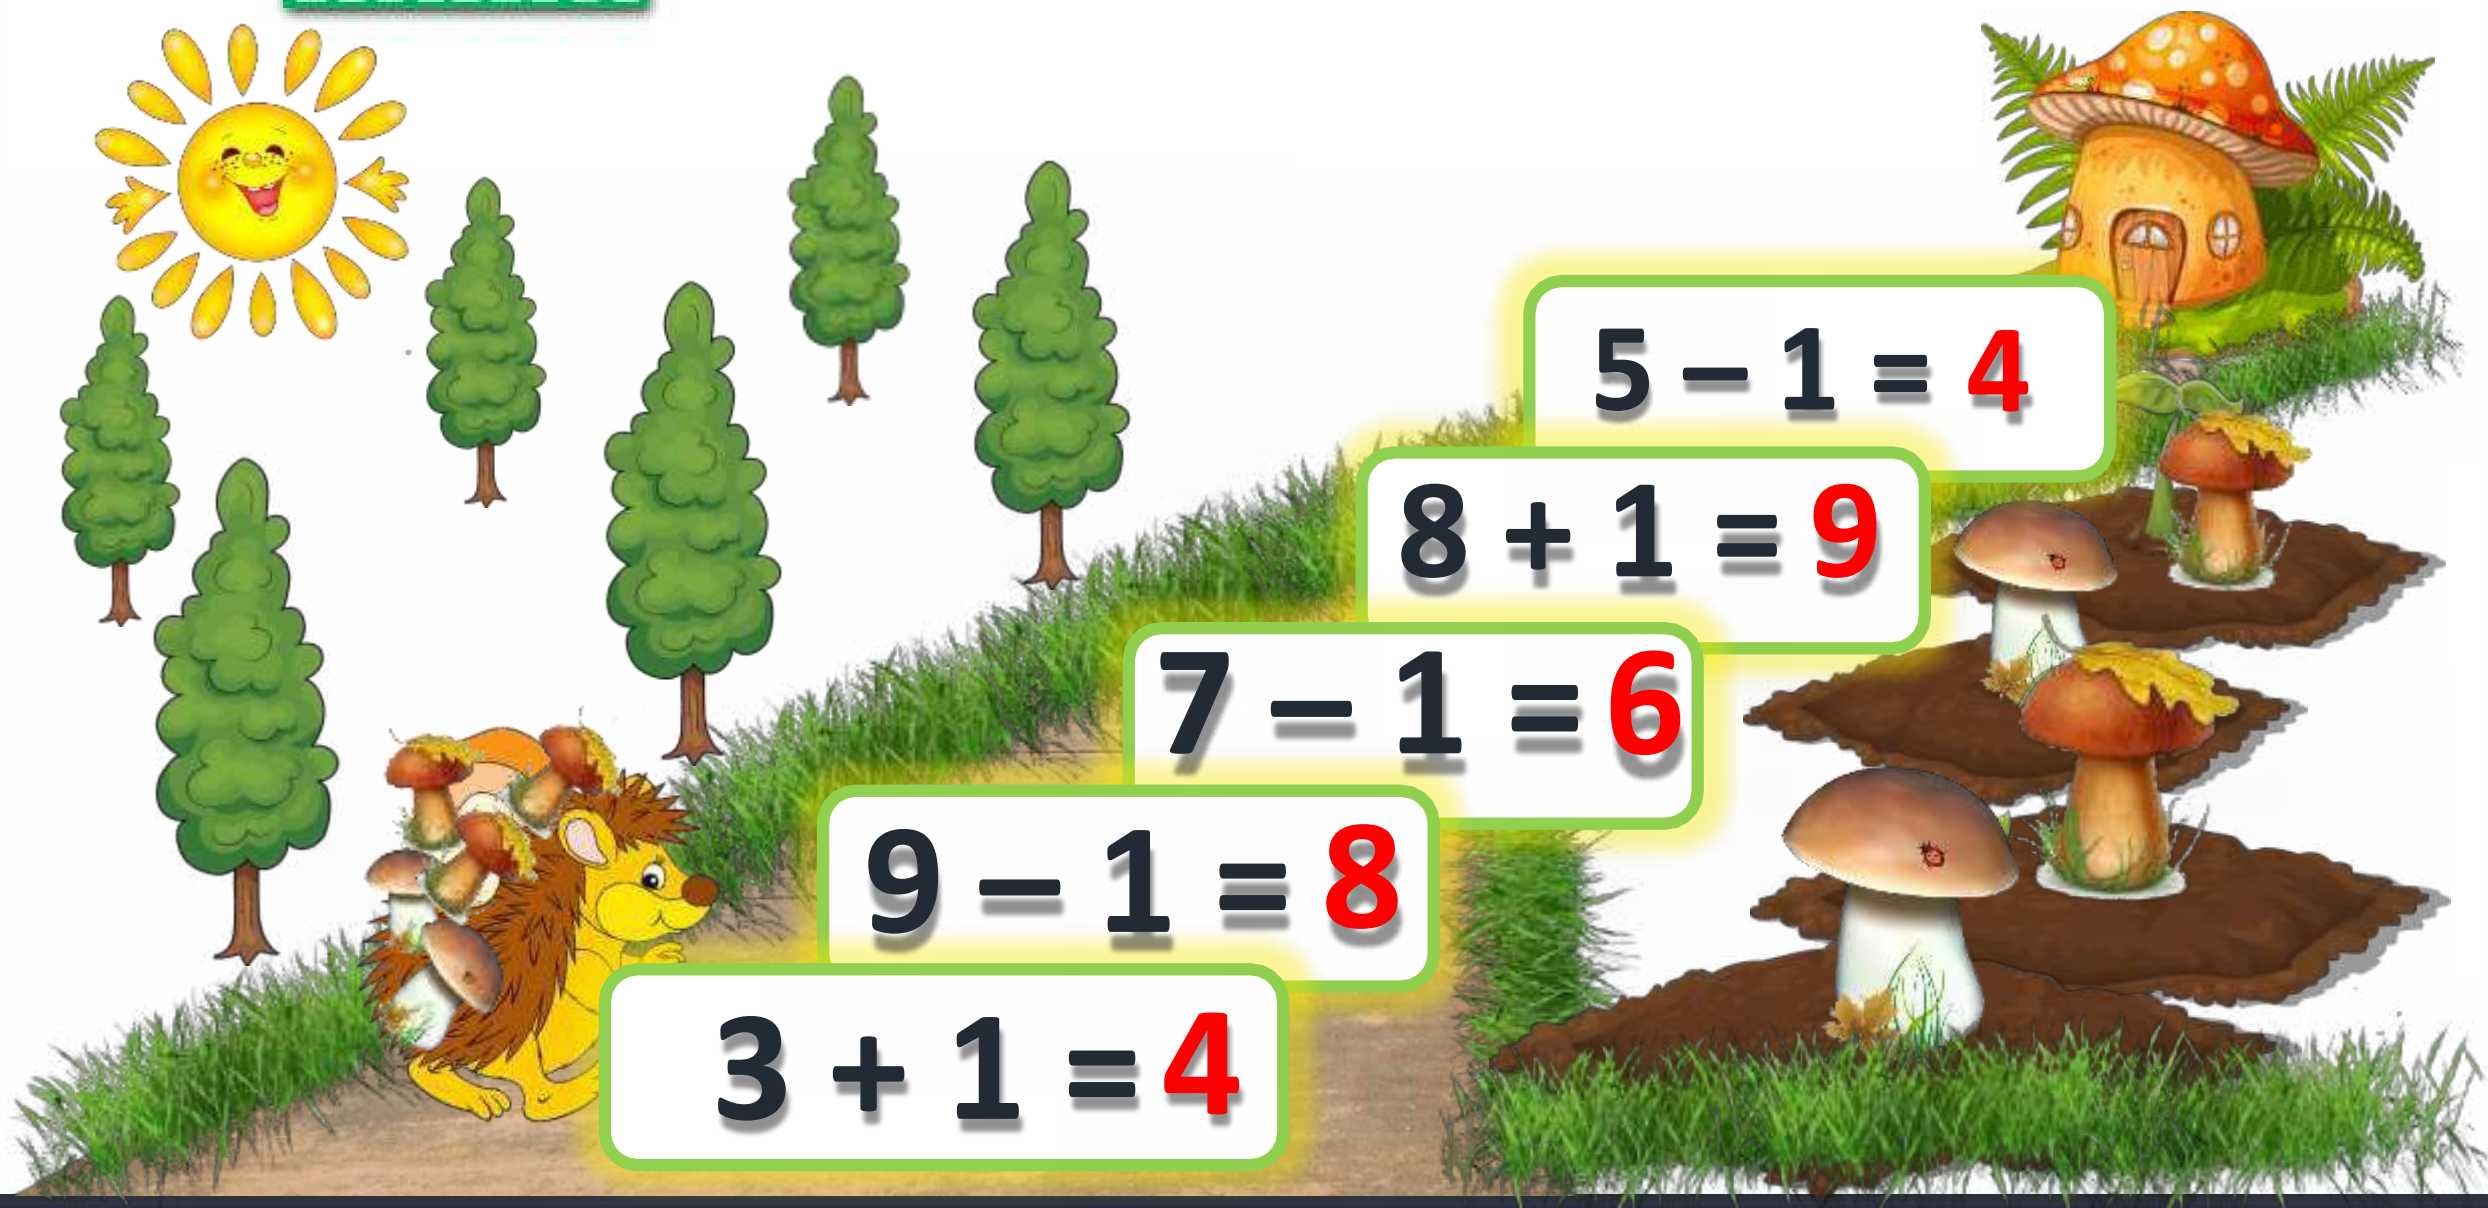 5 – 1 = 4
8 + 1 = 9
7 – 1 = 6
9 – 1 = 8
3 + 1 = 4